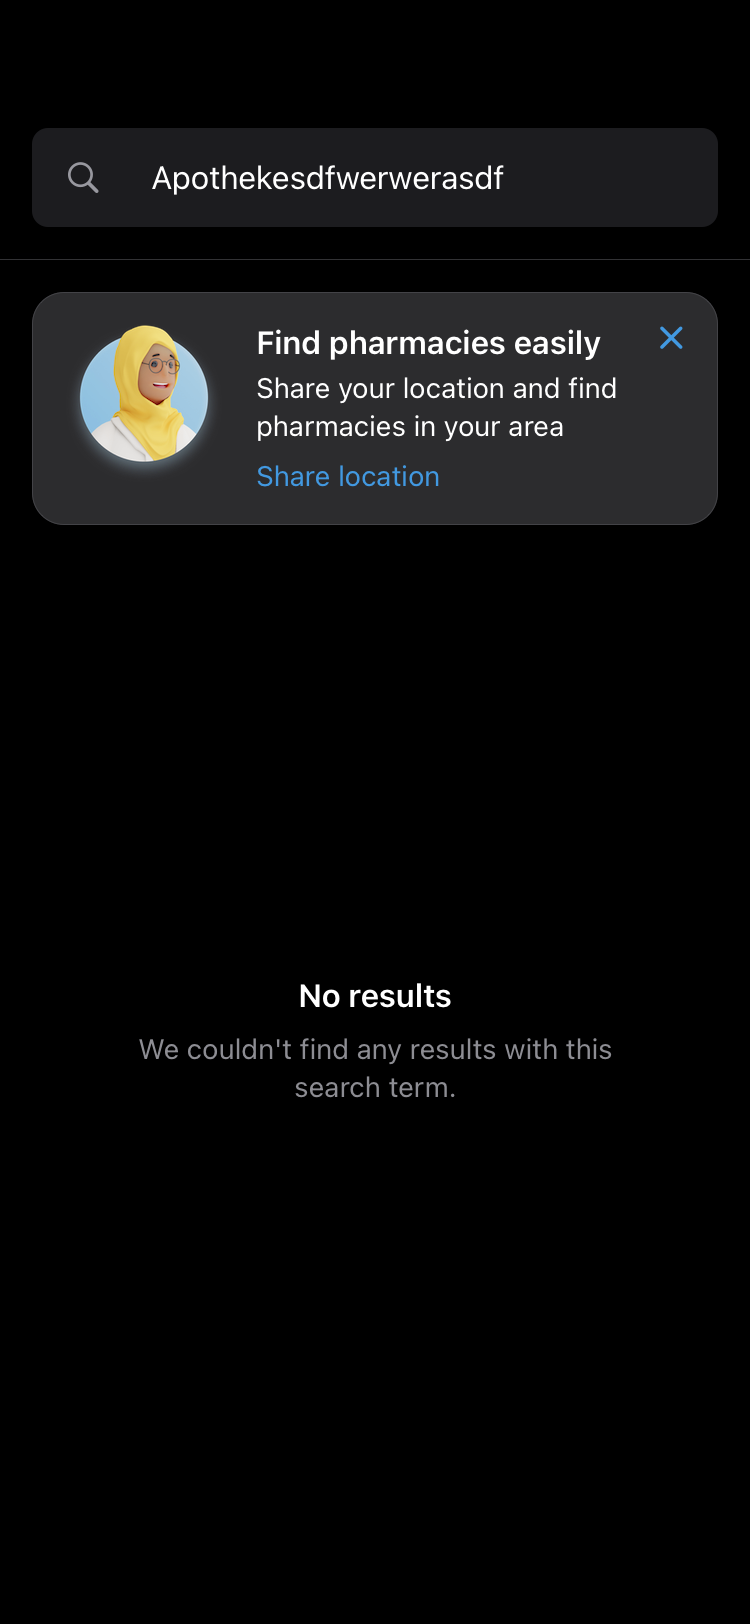 Apothekesdfwerwerasdf
Find pharmacies easily
Share your location and find
pharmacies in your area
Share location
No results
We couldn't find any results with this
search term.